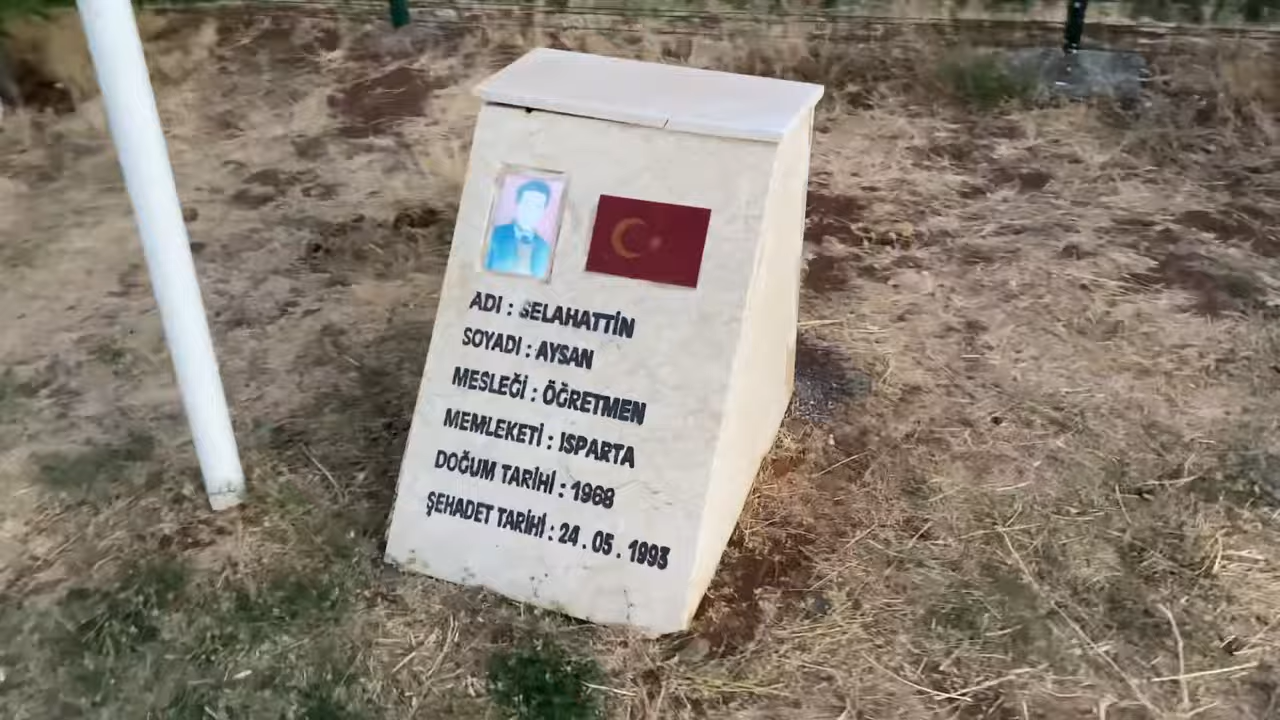 ADI : SELAHATTİN
SOYADI : AYSAN
MESLEĞİ : ÖĞRETMEN
MEMLEKETİ : ISPARTA
DOĞUM TARİHİ : 1968
ŞEHADET TARİHİ : 24 . 05 . 1993